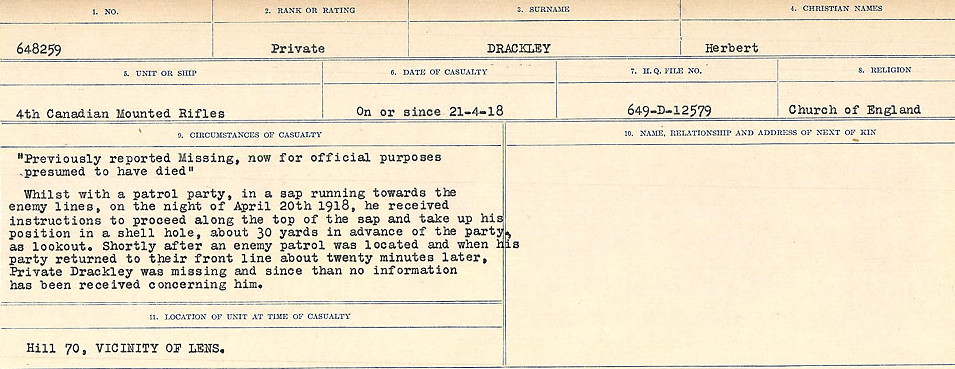 1. NO. 2. RANK OR RATING 3. SURNAME 4. CHRISTIAN NAMES
648259 Private DRACKLEY Herbert
5. UNIT OR SHIP 6. DATE OF CASUALTY 7. H. Q. FILE NO. 8. RELIGION
4th Canadian Mounted Rifles On or since 21-4-18 649-D-12579 Church of England
9. CIRCUMSTANCES OF CASUALTY 10. NAME, RELATIONSHIP AND ADDRESS OF NEXT OF KIN
"Previously reported Missing, now for official purposes
presumed to have died"
Whilst with a patrol party, in a sap running towards the
enemy lines, on the night of April 20th 1918, he received
instructions to proceed along the top of the sap and take up his
position in a shell hole, about 30 yards in advance of the party,
as lookout. Shortly after an enemy patrol was located and when his
party returned to their front line about twenty minutes later,
Private Drackley was missing and since than no information
has been received concerning him.
11. LOCATION OF UNIT AT TIME OF CASUALTY
Hill 70, VICINITY OF LENS.